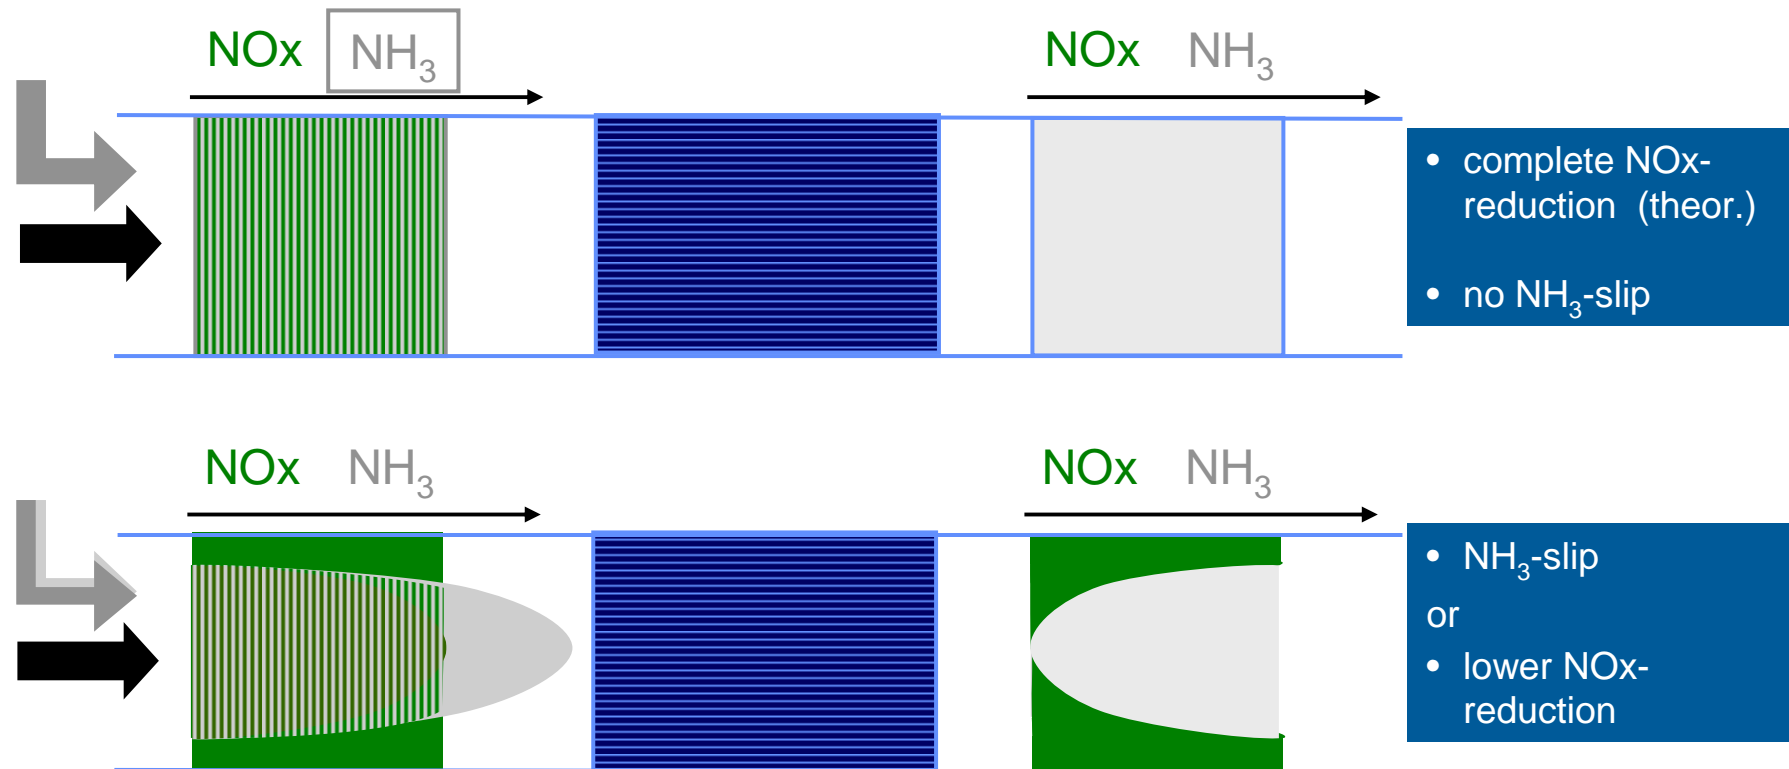 NOx NH₃ NOx NH₃
• complete NOx-
reduction (theor.)
• no NH₃-slip
NOx NH₃ NOx NH₃
• NH₃-slip
or
• lower NOx-
reduction